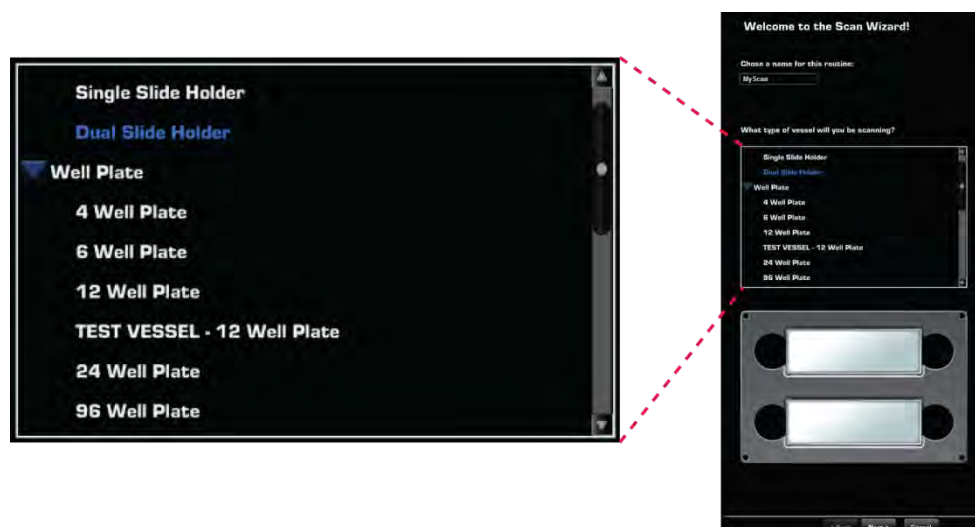 Single Slide Holder
Dual Slide Holder
Well Plate
4 Well Plate
6 Well Plate
12 Well Plate
TEST VESSEL - 12 Well Plate
24 Well Plate
96 Well Plate
Welcome to the Scan Wizard!
Chose a name for this routine:
MyScan
What type of vessel will you be scanning?
Single Slide Holder
Dual Slide Holder
Well Plate
4 Well Plate
6 Well Plate
12 Well Plate
TEST VESSEL - 12 Well Plate
24 Well Plate
96 Well Plate
Next > Cancel